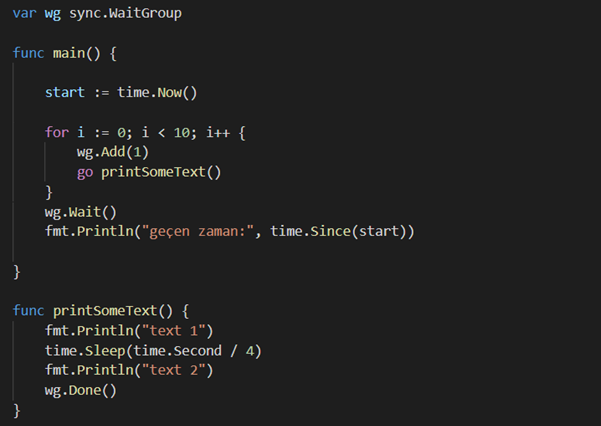 var wg sync.WaitGroup
func main() {
start := time.Now()
for i := 0; i < 10; i++ {
wg.Add(1)
go printSomeText()
}
wg.Wait()
fmt.Println("geçen zaman:", time.Since(start))
}
func printSomeText() {
fmt.Println("text 1")
time.Sleep(time.Second / 4)
fmt.Println("text 2")
wg.Done()
}